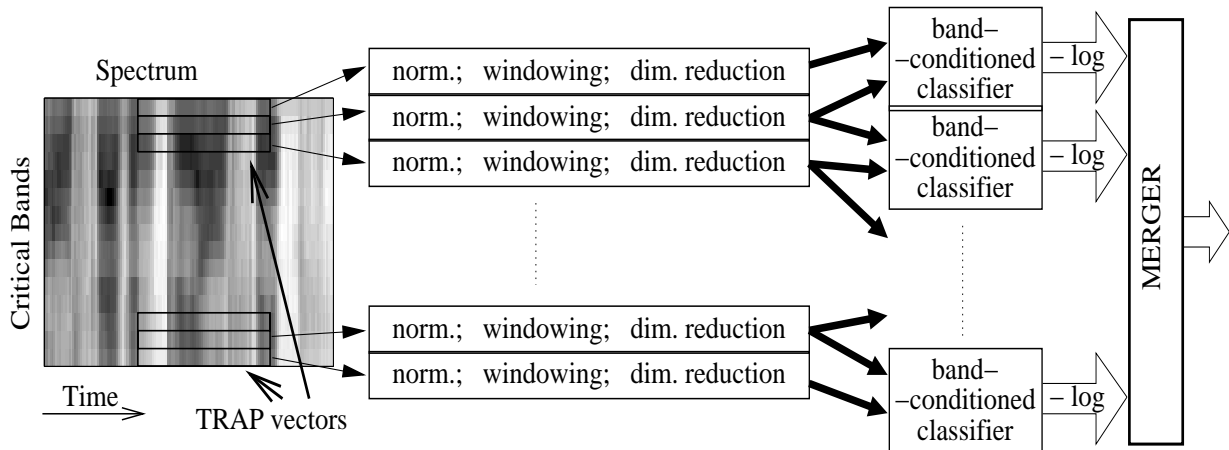 Spectrum
Critical Bands
Time
TRAP vectors
norm.; windowing; dim. reduction
norm.; windowing; dim. reduction
norm.; windowing; dim. reduction
norm.; windowing; dim. reduction
norm.; windowing; dim. reduction
band–
–conditioned
classifier
– log
band–
–conditioned
classifier
– log
band–
–conditioned
classifier
– log
MERGER